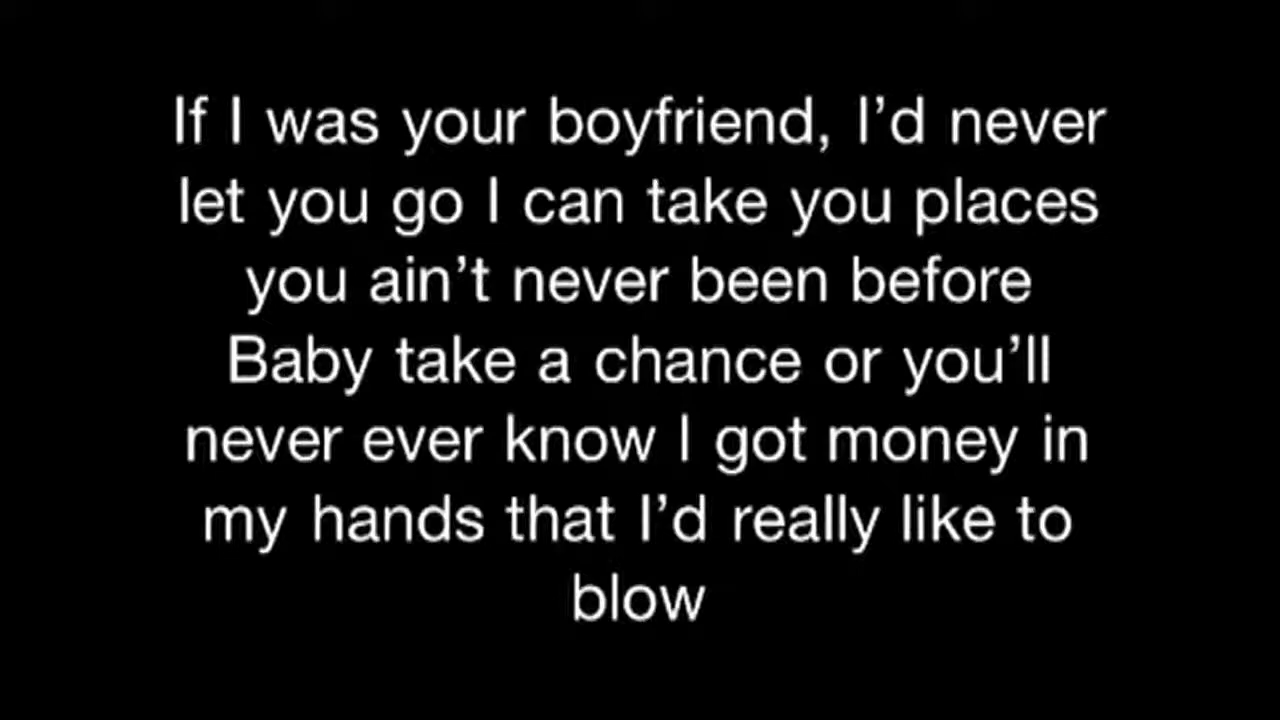 If I was your boyfriend, I’d never
let you go I can take you places
you ain’t never been before
Baby take a chance or you’ll
never ever know I got money in
my hands that I’d really like to
blow